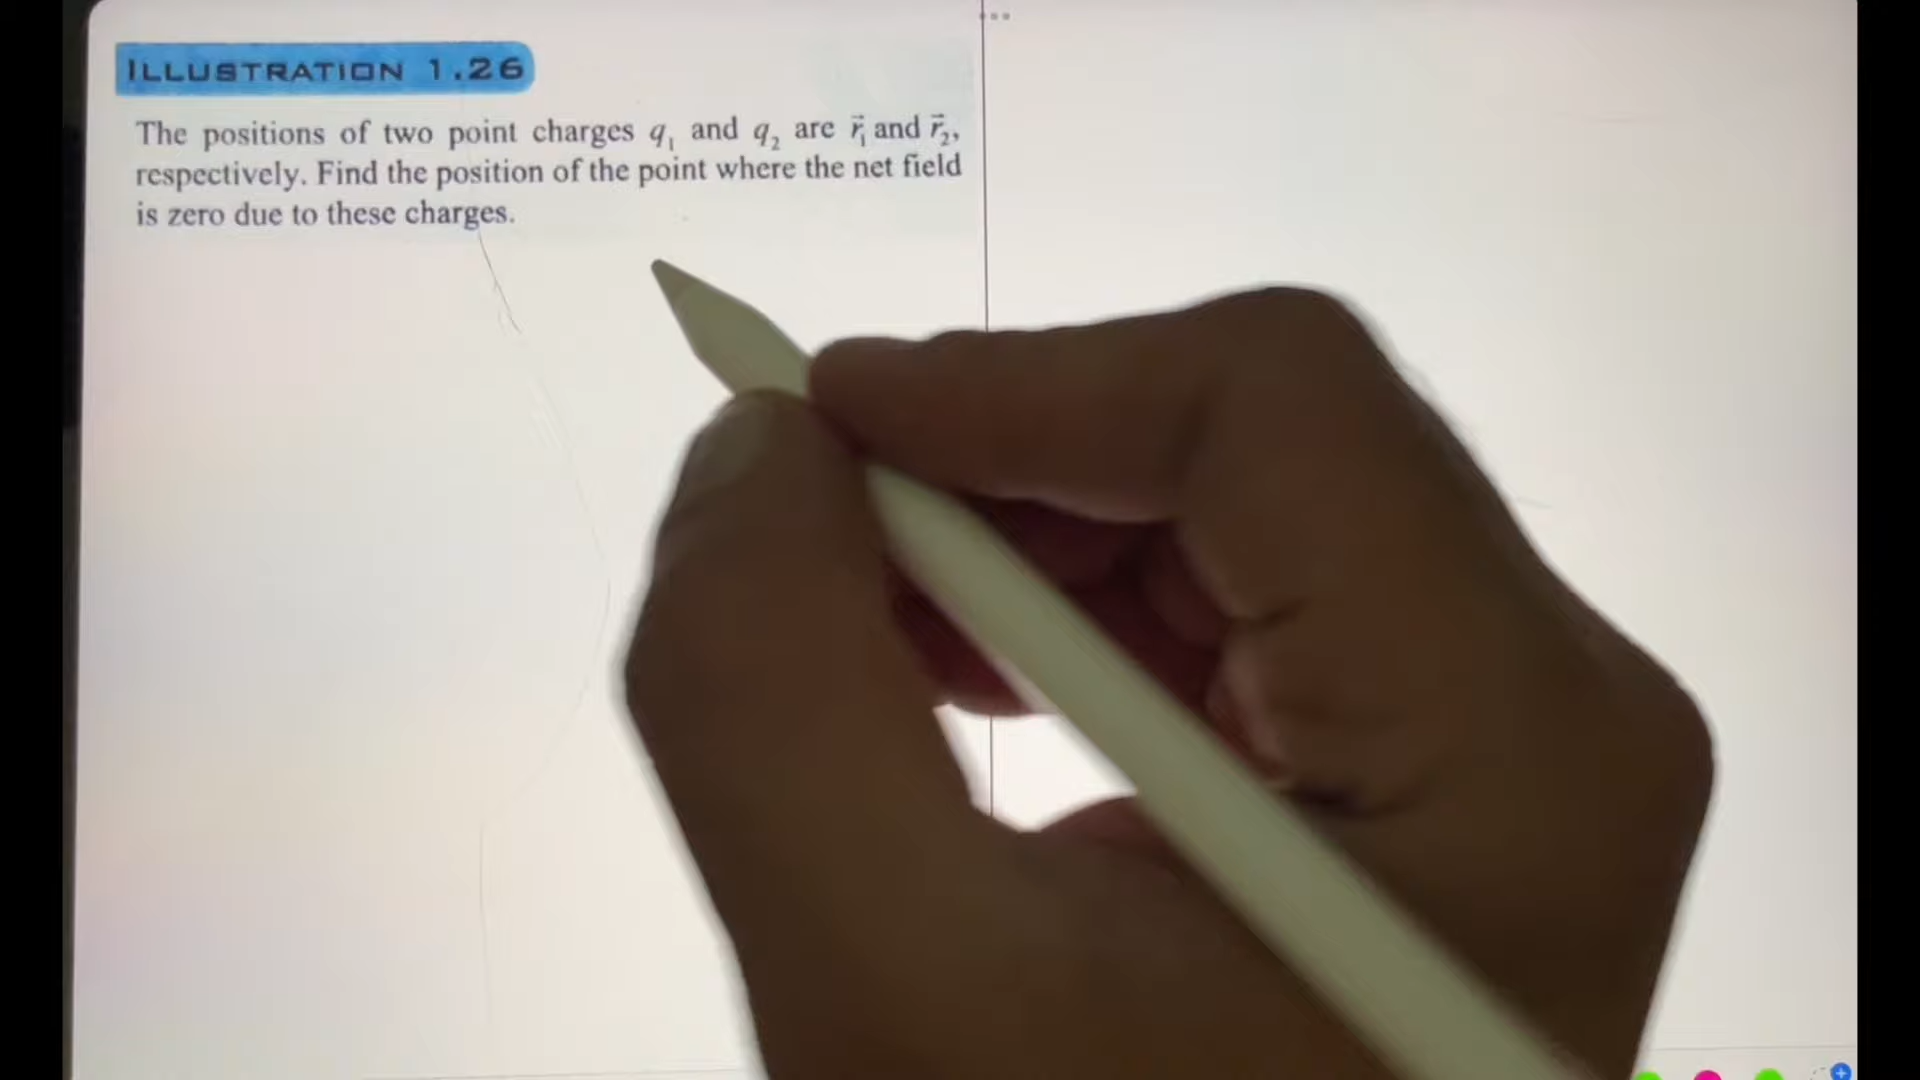 ILLUSTRATION 1.26
The positions of two point charges q₁ and q₂ are r⃗₁ and r⃗₂,
respectively. Find the position of the point where the net field
is zero due to these charges.